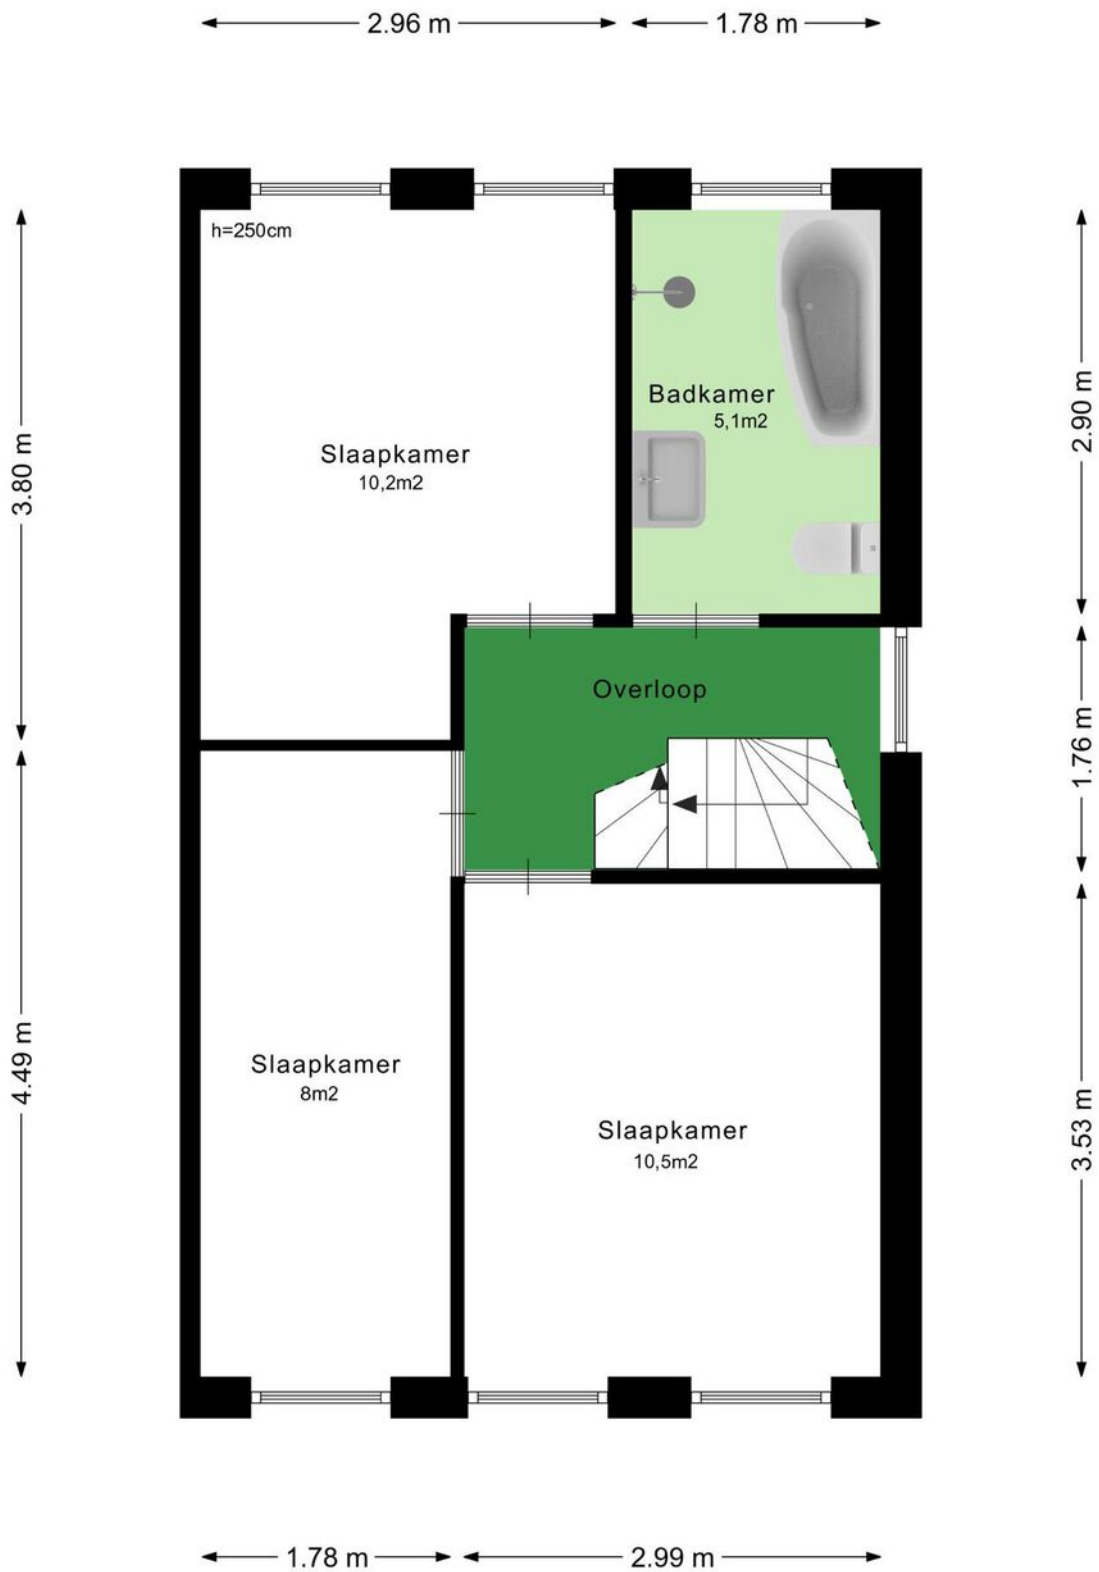 2.96 m
1.78 m
h=250cm
3.80 m
2.90 m
Badkamer
5,1m2
Slaapkamer
10,2m2
Overloop
1.76 m
4.49 m
Slaapkamer
8m2
Slaapkamer
10,5m2
3.53 m
1.78 m
2.99 m